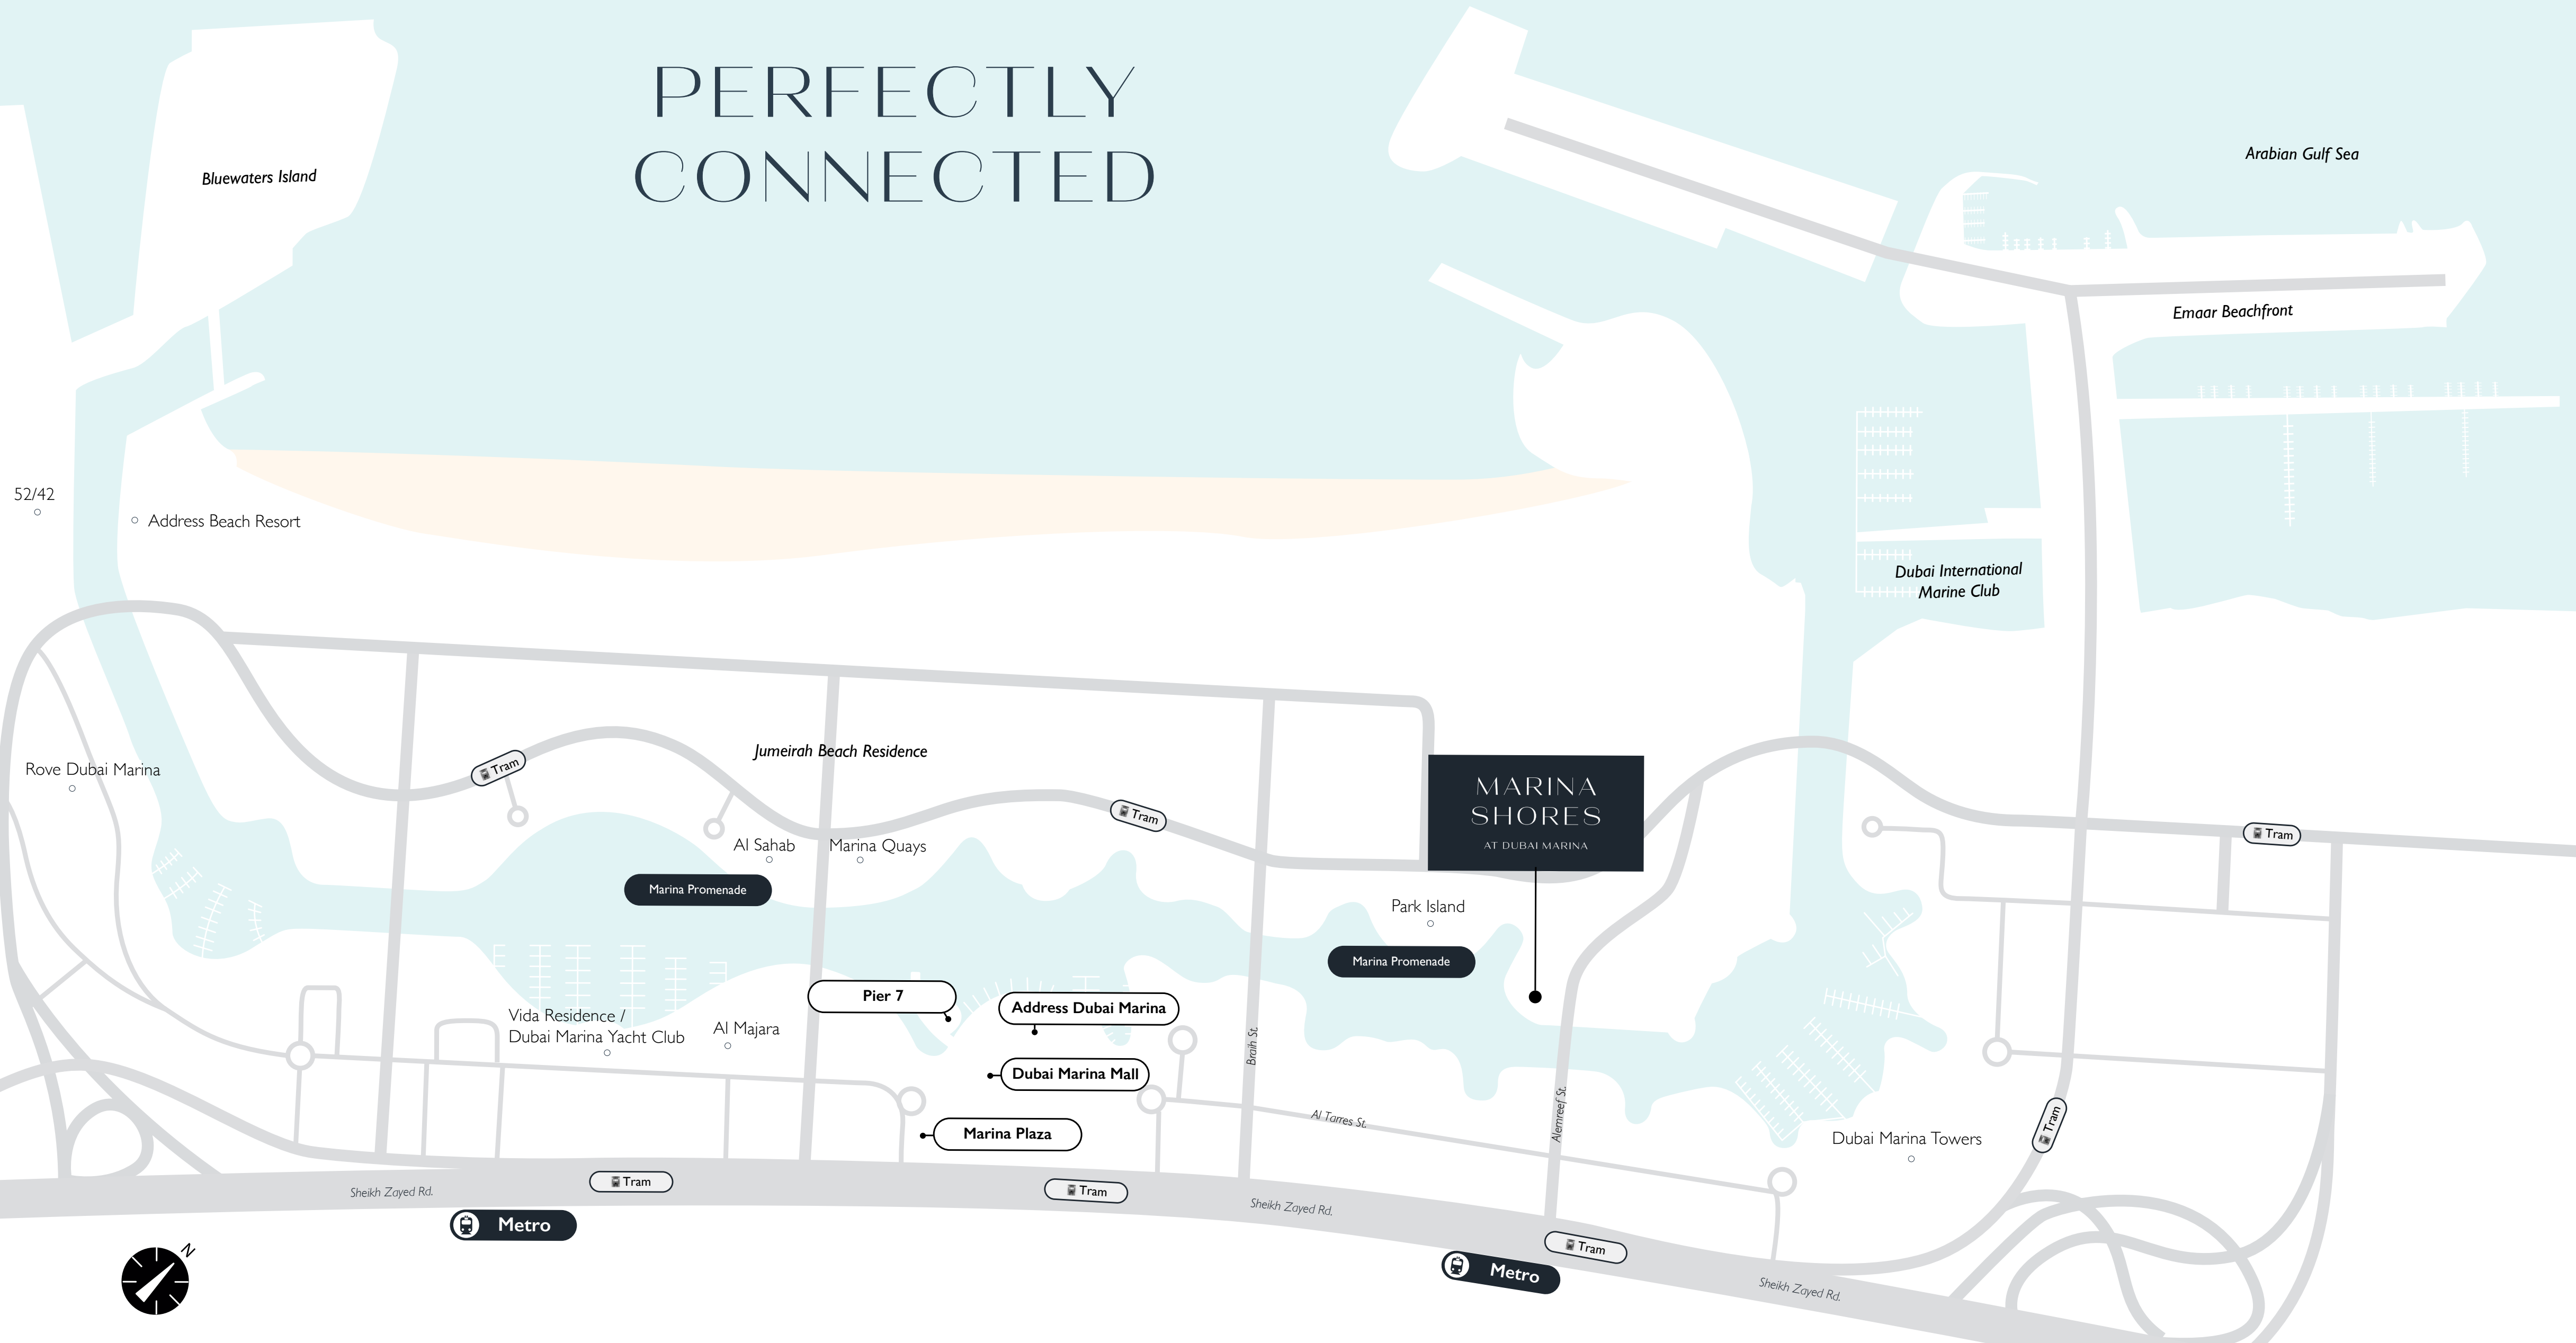 PERFECTLY
CONNECTED
Bluewaters Island
Arabian Gulf Sea
Emaar Beachfront
52/42
Address Beach Resort
Dubai International
Marine Club
Rove Dubai Marina
Jumeirah Beach Residence
Tram
Tram
MARINA
SHORES
AT DUBAI MARINA
Tram
Al Sahab
Marina Quays
Marina Promenade
Park Island
Marina Promenade
Pier 7
Address Dubai Marina
Vida Residence /
Dubai Marina Yacht Club
Al Majara
Braih St.
Dubai Marina Mall
Marina Plaza
Al Tarres St.
Alemreef St.
Dubai Marina Towers
Tram
Sheikh Zayed Rd.
Tram
Tram
Sheikh Zayed Rd.
Metro
Tram
Metro
Sheikh Zayed Rd.
N